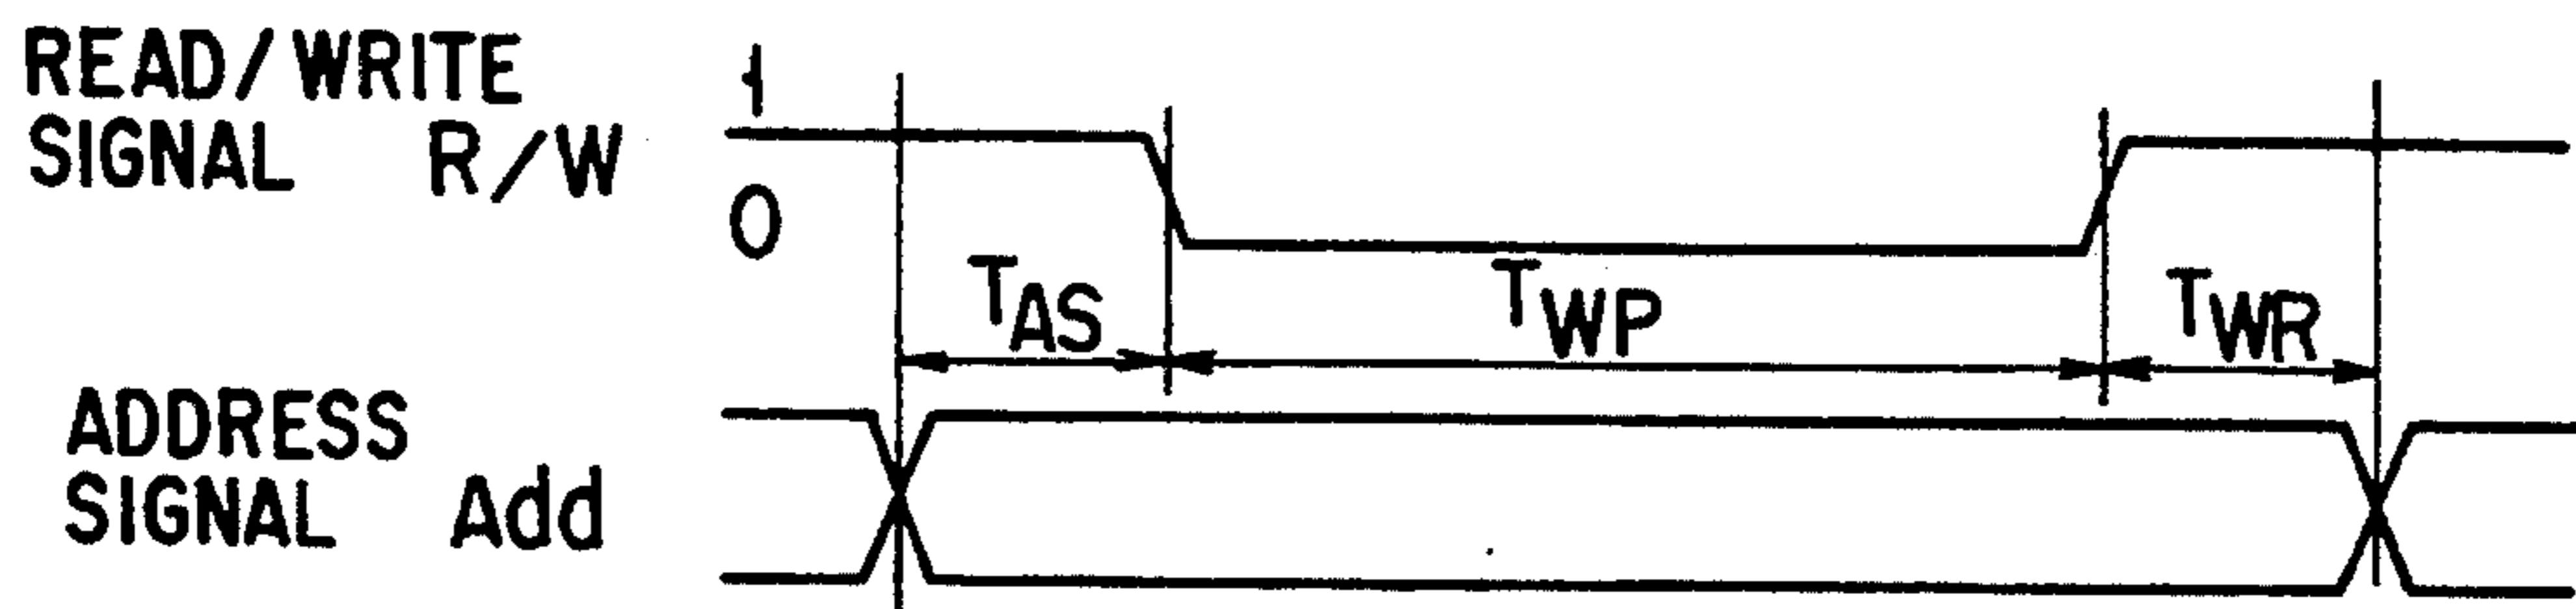 READ/WRITE
SIGNAL R/W
1
0
TAS
TWP
TWR
ADDRESS
SIGNAL Add